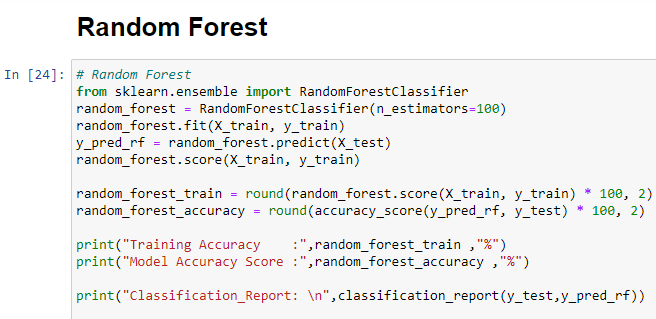 Random Forest
In [24]: # Random Forest
from sklearn.ensemble import RandomForestClassifier
random_forest = RandomForestClassifier(n_estimators=100)
random_forest.fit(X_train, y_train)
y_pred_rf = random_forest.predict(X_test)
random_forest.score(X_train, y_train)
random_forest_train = round(random_forest.score(X_train, y_train) * 100, 2)
random_forest_accuracy = round(accuracy_score(y_pred_rf, y_test) * 100, 2)
print("Training Accuracy    :",random_forest_train ,"%")
print("Model Accuracy Score :",random_forest_accuracy ,"%")
print("Classification_Report: \n",classification_report(y_test,y_pred_rf))